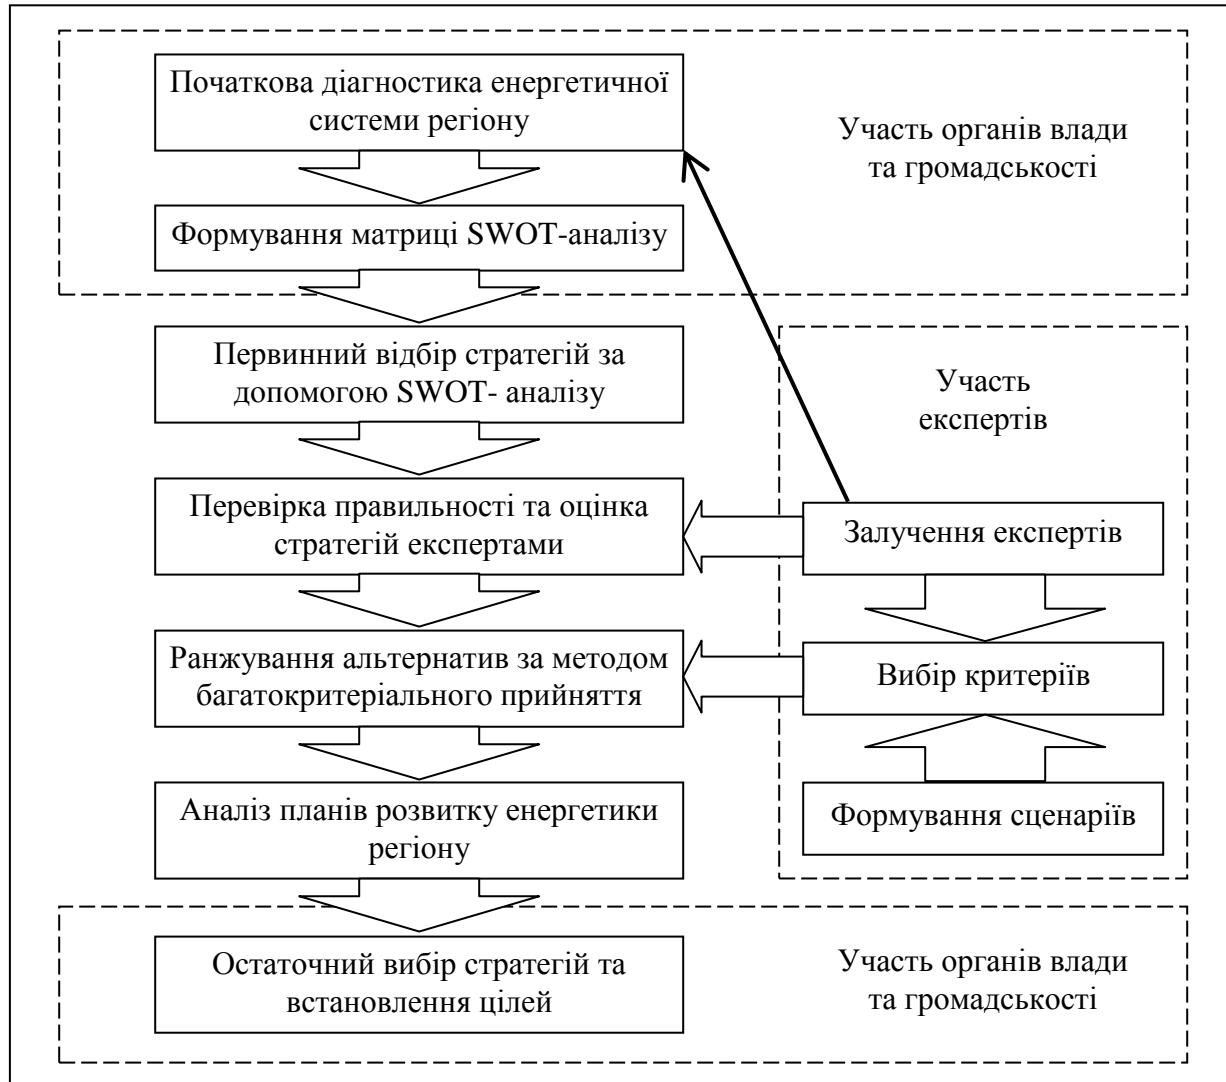 Початкова діагностика енергетичної
системи регіону
Участь органів влади
та громадськості
Формування матриці SWOT-аналізу
Первинний відбір стратегій за
допомогою SWOT- аналізу
Участь
експертів
Перевірка правильності та оцінка
стратегій експертами
Залучення експертів
Ранжування альтернатив за методом
багатокритеріального прийняття
Вибір критеріїв
Аналіз планів розвитку енергетики
регіону
Формування сценаріїв
Остаточний вибір стратегій та
встановлення цілей
Участь органів влади
та громадськості